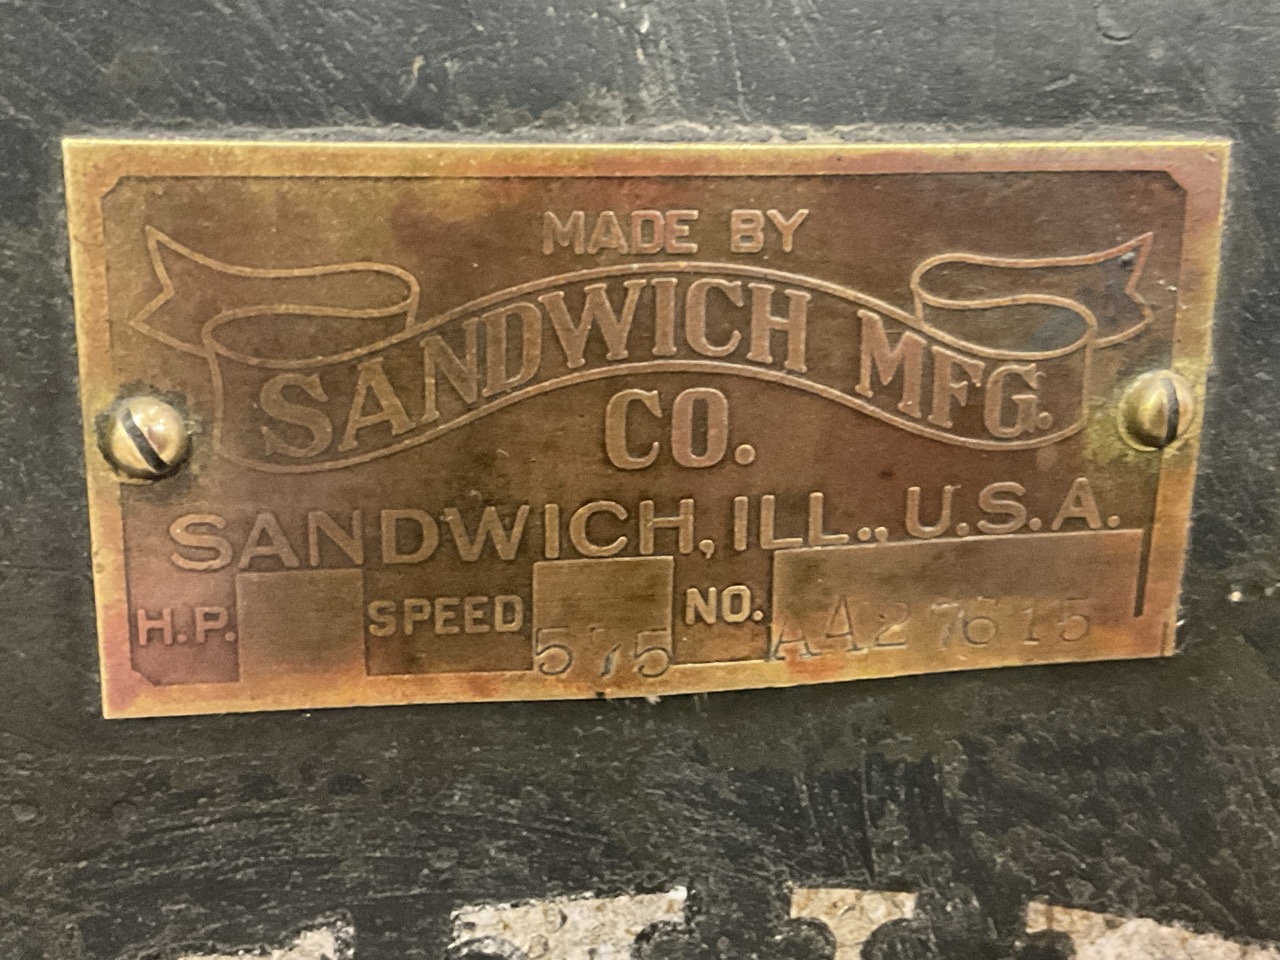 MADE BY
SANDWICH MFG.
CO.
SANDWICH, ILL., U.S.A.
H.P. SPEED 575 NO. AA27615